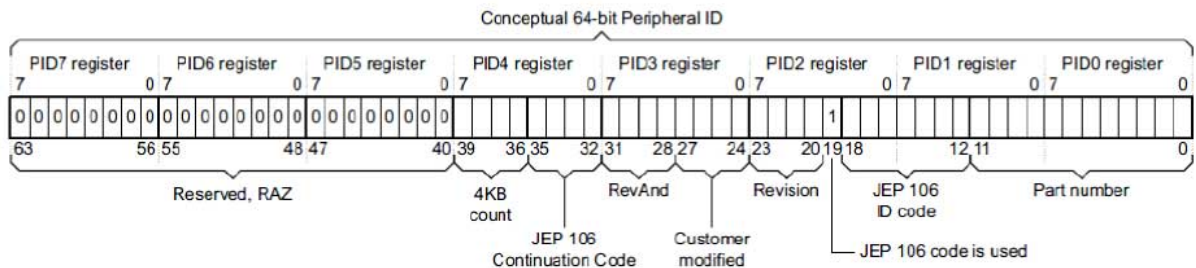 Conceptual 64-bit Peripheral ID
PID7 register PID6 register PID5 register PID4 register PID3 register PID2 register PID1 register PID0 register
7 0 7 0 7 0 7 0 7 0 7 0 7 0 7 0
0 0 0 0 0 0 0 0 0 0 0 0 0 0 0 0 0 0 0 0 0 0 0 0 1
63 56 55 48 47 40 39 36 35 32 31 28 27 24 23 20 19 18 12 11 0
Reserved, RAZ 4KB RevAnd Revision JEP 106 Part number
count ID code
JEP 106 Customer JEP 106 code is used
Continuation Code modified